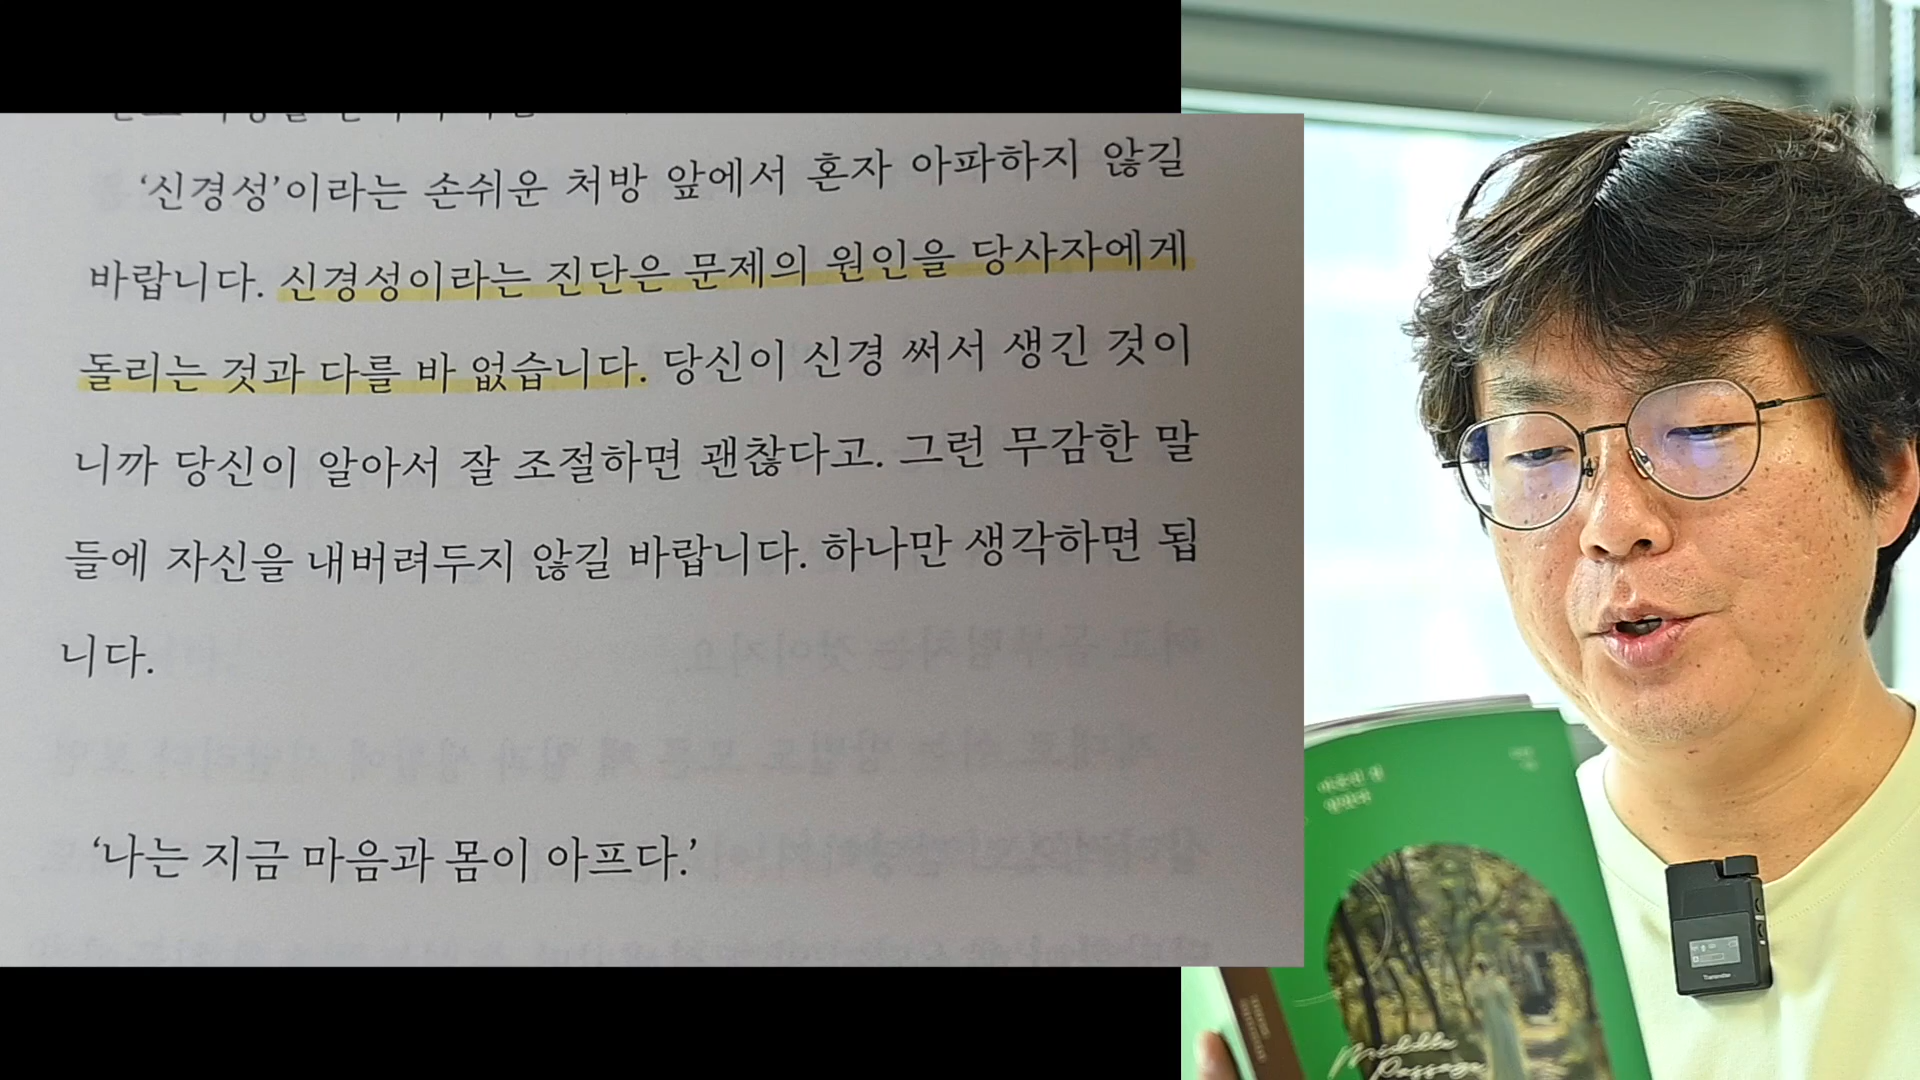 '신경성'이라는 손쉬운 처방 앞에서 혼자 아파하지 않길
바랍니다. 신경성이라는 진단은 문제의 원인을 당사자에게
돌리는 것과 다를 바 없습니다. 당신이 신경 써서 생긴 것이
니까 당신이 알아서 잘 조절하면 괜찮다고. 그런 무감한 말
들에 자신을 내버려두지 않길 바랍니다. 하나만 생각하면 됩
니다.
'나는 지금 마음과 몸이 아프다.'
Middle
Passage